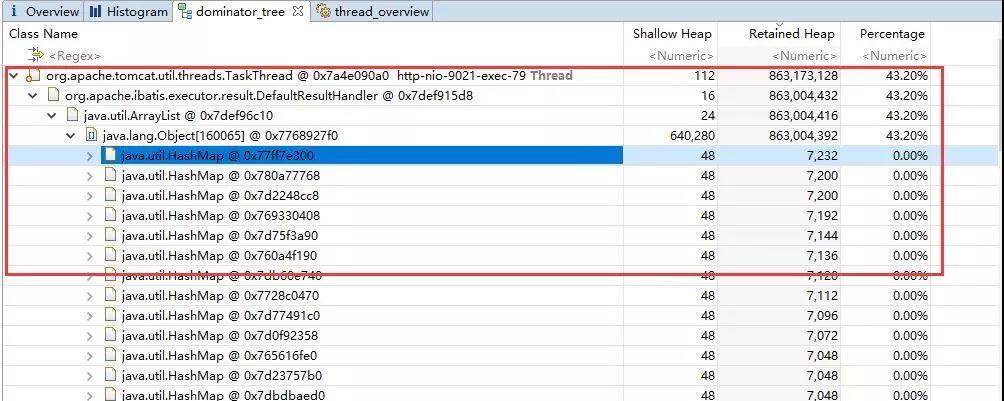 Overview Histogram dominator_tree thread_overview
Class Name Shallow Heap Retained Heap Percentage
<Regex> <Numeric> <Numeric> <Numeric>
org.apache.tomcat.util.threads.TaskThread @ 0x7a4e090a0 http-nio-9021-exec-79 Thread 112 863,173,128 43.20%
org.apache.ibatis.executor.result.DefaultResultHandler @ 0x7def915d8 16 863,004,432 43.20%
java.util.ArrayList @ 0x7def96c10 24 863,004,416 43.20%
java.lang.Object[160065] @ 0x7768927f0 640,280 863,004,392 43.20%
java.util.HashMap @ 0x77ff7e300 48 7,232 0.00%
java.util.HashMap @ 0x780a77768 48 7,200 0.00%
java.util.HashMap @ 0x7d2248cc8 48 7,200 0.00%
java.util.HashMap @ 0x769330408 48 7,192 0.00%
java.util.HashMap @ 0x7d75f3a90 48 7,144 0.00%
java.util.HashMap @ 0x760a4f190 48 7,136 0.00%
java.util.HashMap @ 0x7db60e740 48 7,120 0.00%
java.util.HashMap @ 0x7728c0470 48 7,112 0.00%
java.util.HashMap @ 0x7d77491c0 48 7,096 0.00%
java.util.HashMap @ 0x7d0f92358 48 7,072 0.00%
java.util.HashMap @ 0x765616fe0 48 7,048 0.00%
java.util.HashMap @ 0x7d23757b0 48 7,048 0.00%
java.util.HashMap @ 0x7dbdbaed0 48 7,048 0.00%